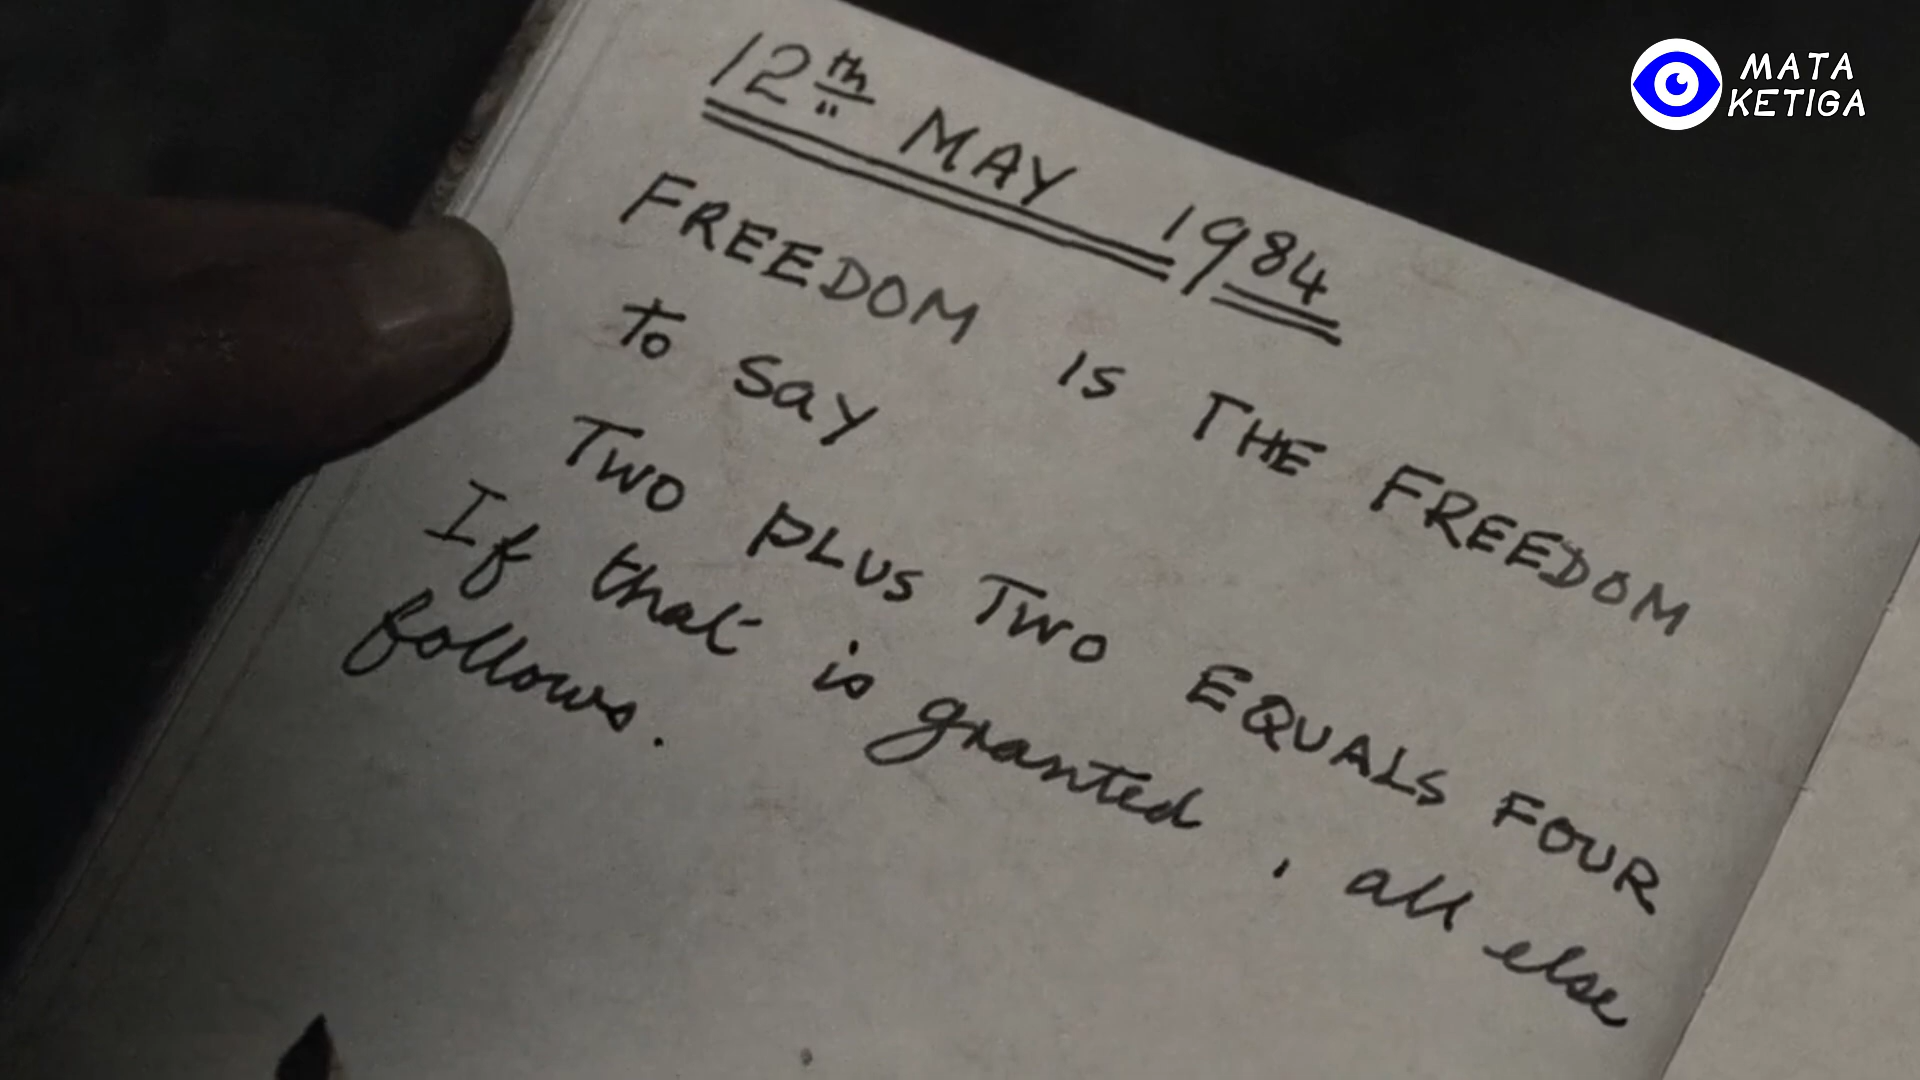 12th MAY 1984
FREEDOM IS THE FREEDOM
to say
TWO PLUS TWO EQUALS FOUR
If that is granted, all else
follows.
MATA
KETIGA